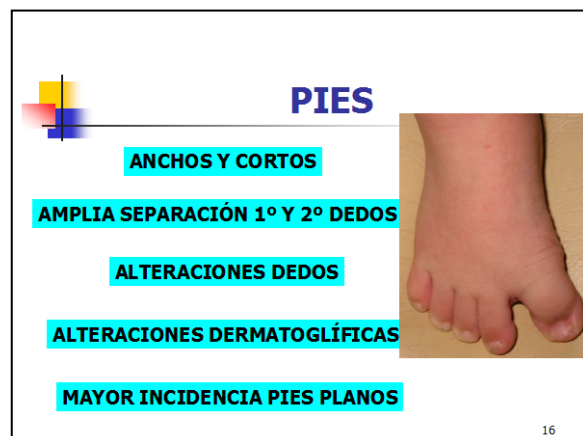 PIES
ANCHOS Y CORTOS
AMPLIA SEPARACIÓN 1º Y 2º DEDOS
ALTERACIONES DEDOS
ALTERACIONES DERMATOGLÍFICAS
MAYOR INCIDENCIA PIES PLANOS
16